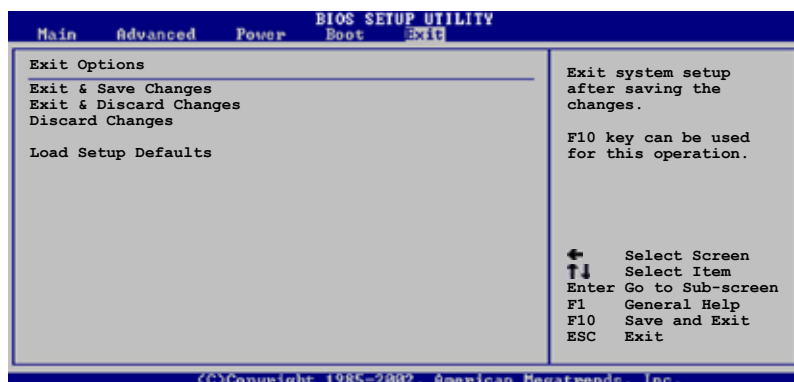 BIOS SETUP UTILITY
Main Advanced Power Boot Exit
Exit Options
Exit & Save Changes
Exit & Discard Changes
Discard Changes
Load Setup Defaults
Exit system setup
after saving the
changes.
F10 key can be used
for this operation.
← Select Screen
↑↓ Select Item
Enter Go to Sub-screen
F1 General Help
F10 Save and Exit
ESC Exit
(C)Copyright 1985-2002, American Megatrends, Inc.